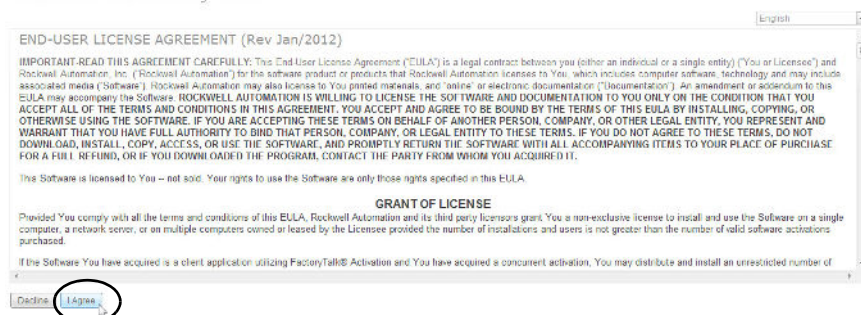 English
END-USER LICENSE AGREEMENT (Rev Jan/2012)
IMPORTANT-READ THIS AGREEMENT CAREFULLY: This End User License Agreement ("EULA") is a legal contract between you (either an individual or a single entity) ("You or Licensee") and
Rockwell Automation, Inc. ("Rockwell Automation") for the software product or products that Rockwell Automation licenses to You, which includes computer software, technology and may include
associated media ("Software"). Rockwell Automation may also license to You printed materials, and "online" or electronic documentation ("Documentation"). An amendment or addendum to this
EULA may accompany the Software. ROCKWELL AUTOMATION IS WILLING TO LICENSE THE SOFTWARE AND DOCUMENTATION TO YOU ONLY ON THE CONDITION THAT YOU
ACCEPT ALL OF THE TERMS AND CONDITIONS IN THIS AGREEMENT. YOU ACCEPT AND AGREE TO BE BOUND BY THE TERMS OF THIS EULA BY INSTALLING, COPYING, OR
OTHERWISE USING THE SOFTWARE. IF YOU ARE ACCEPTING THESE TERMS ON BEHALF OF ANOTHER PERSON, COMPANY, OR OTHER LEGAL ENTITY, YOU REPRESENT AND
WARRANT THAT YOU HAVE FULL AUTHORITY TO BIND THAT PERSON, COMPANY, OR LEGAL ENTITY TO THESE TERMS. IF YOU DO NOT AGREE TO THESE TERMS, DO NOT
DOWNLOAD, INSTALL, COPY, ACCESS, OR USE THE SOFTWARE, AND PROMPTLY RETURN THE SOFTWARE WITH ALL ACCOMPANYING ITEMS TO YOUR PLACE OF PURCHASE
FOR A FULL REFUND, OR IF YOU DOWNLOADED THE PROGRAM, CONTACT THE PARTY FROM WHOM YOU ACQUIRED IT.
This Software is licensed to You – not sold. Your rights to use the Software are only those rights specified in this EULA.
GRANT OF LICENSE
Provided You comply with all the terms and conditions of this EULA, Rockwell Automation and its third party licensors grant You a non-exclusive license to install and use the Software on a single
computer, a network server, or on multiple computers owned or leased by the Licensee provided the number of installations and users is not greater than the number of valid software activations
purchased.
If the Software You have acquired is a client application utilizing FactoryTalk® Activation and You have acquired a concurrent activation, You may distribute and install an unrestricted number of
Decline I Agree